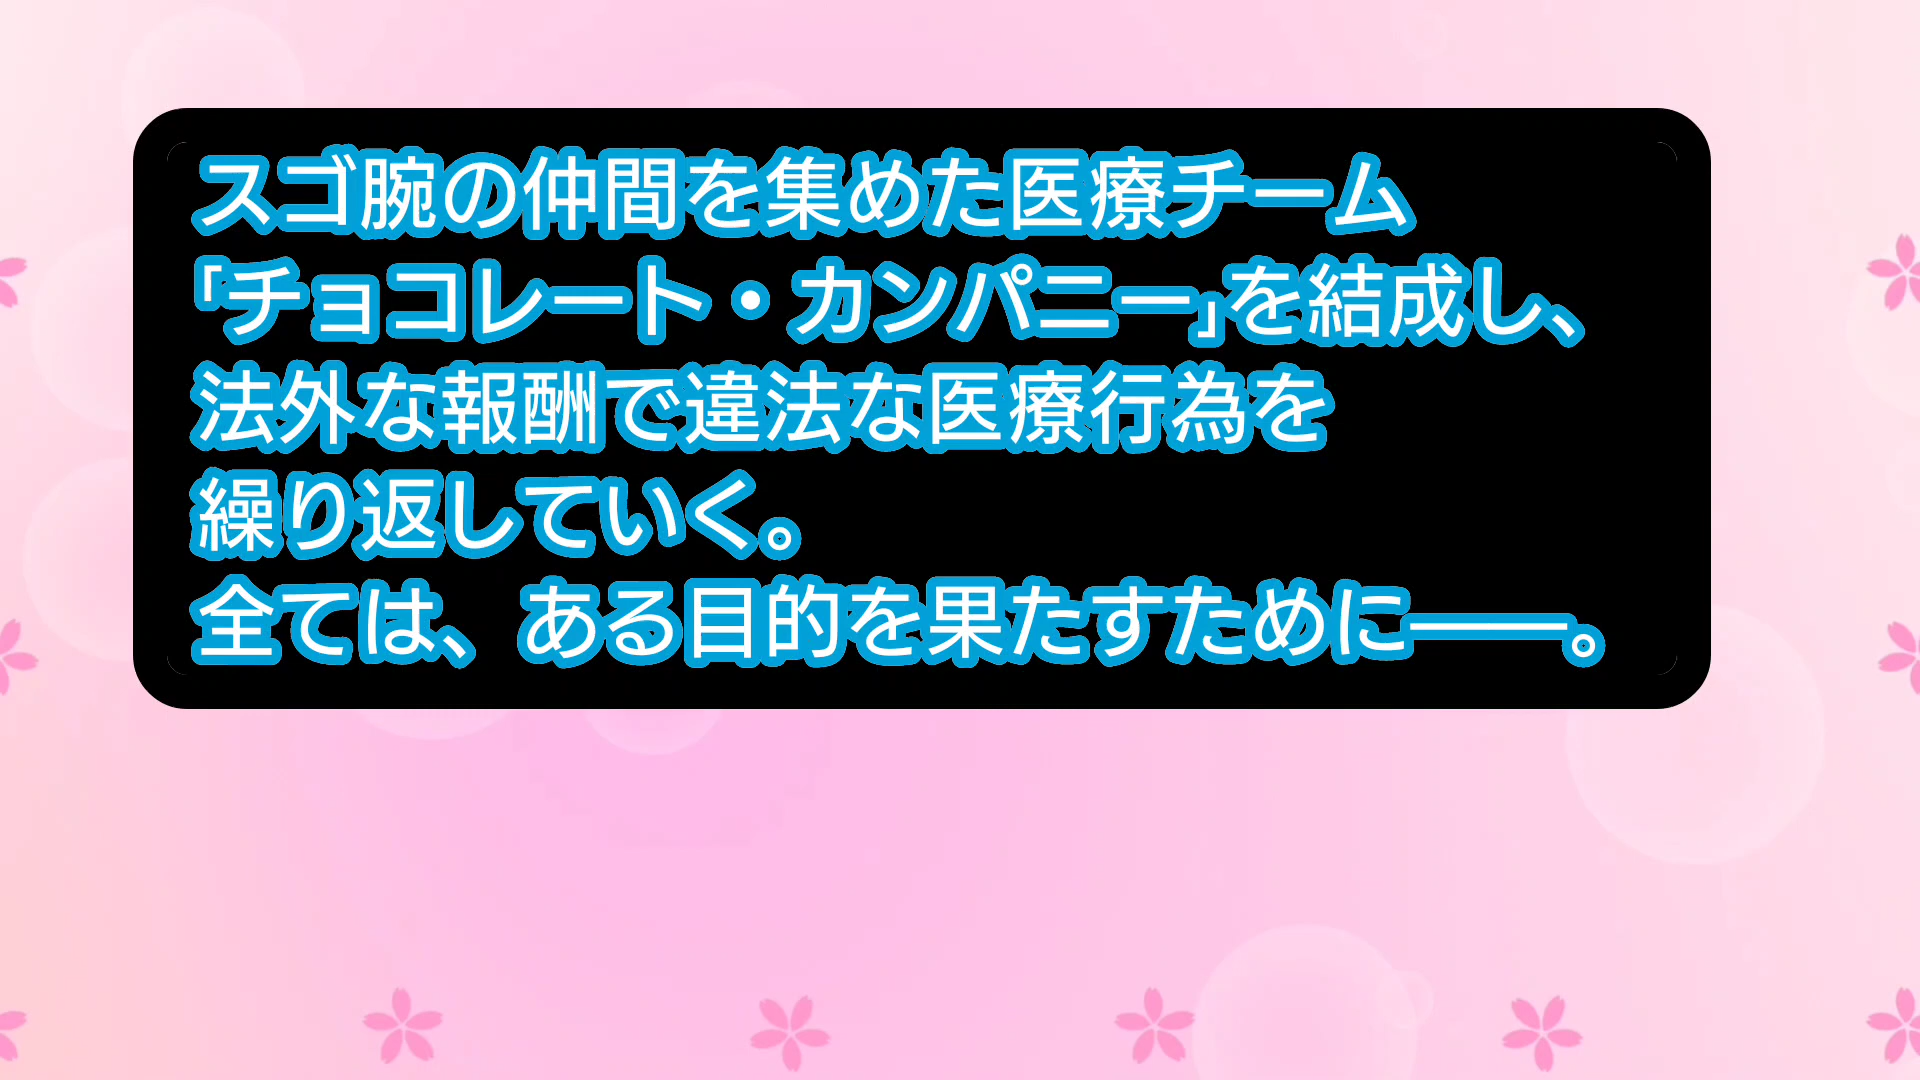 スゴ腕の仲間を集めた医療チーム
「チョコレート・カンパニー」を結成し、
法外な報酬で違法な医療行為を
繰り返していく。
全ては、ある目的を果たすために――。